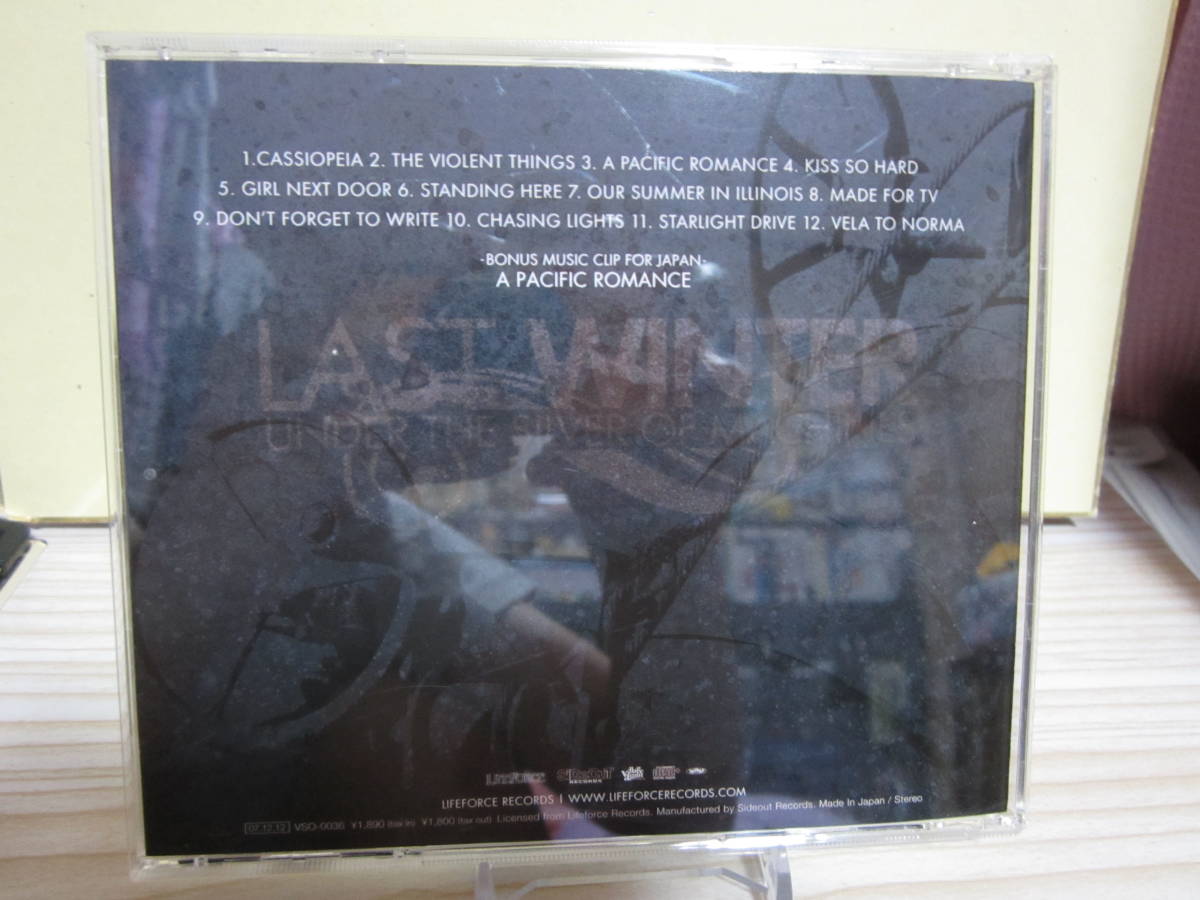 1.CASSIOPEIA 2. THE VIOLENT THINGS 3. A PACIFIC ROMANCE 4. KISS SO HARD
5. GIRL NEXT DOOR 6. STANDING HERE 7. OUR SUMMER IN ILLINOIS 8. MADE FOR TV
9. DON'T FORGET TO WRITE 10. CHASING LIGHTS 11. STARLIGHT DRIVE 12. VELA TO NORMA
-BONUS MUSIC CLIP FOR JAPAN-
A PACIFIC ROMANCE
LAST WINTER
UNDER THE SILVER OF MACHINES
LIFEFORCE RECORDS | WWW.LIFEFORCERECORDS.COM
07.12.12 VSO-0036 ¥1,890 (tax in) ¥1,800 (tax out) Licensed from Lifeforce Records. Manufactured by Sideout Records. Made In Japan / Stereo